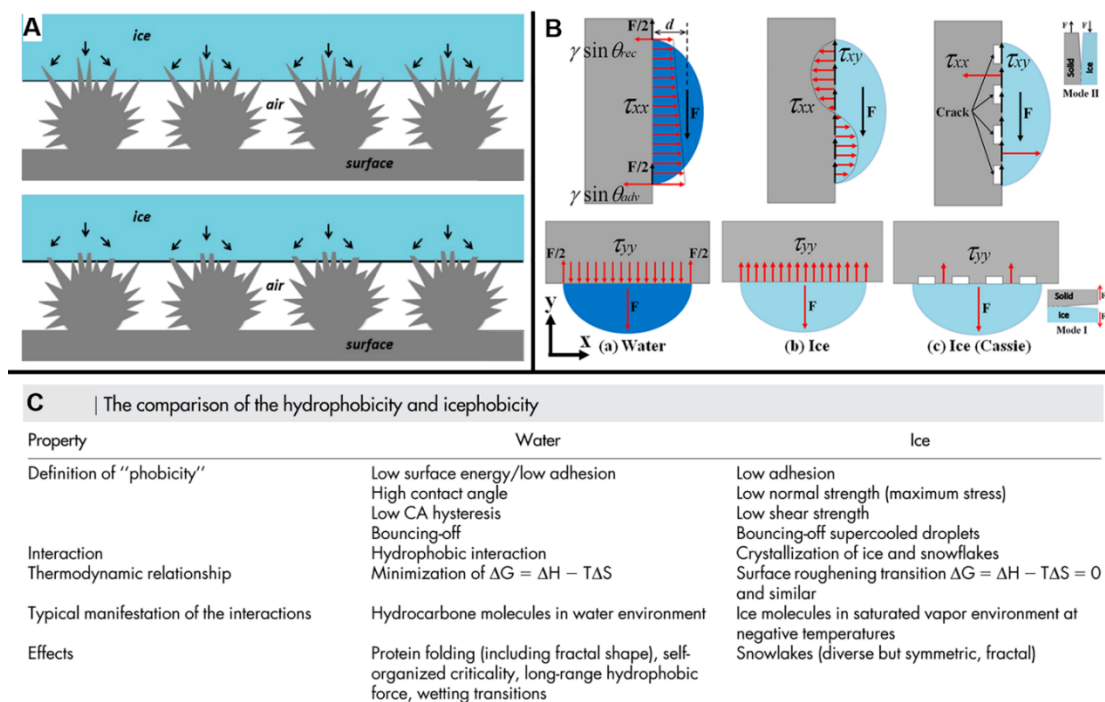 A
ice
air
surface
ice
air
surface
B
F/2
d
γ sin θrec
τxx
F
F/2
γ sin θadv
τxy
τxx
F
τxx
τxy
Crack
F
F
F
Solid
Ice
Mode II
F/2
τyy
F/2
F
τyy
F
τyy
F
Solid
F
Ice
F
Mode I
y
x
(a) Water
(b) Ice
(c) Ice (Cassie)
C | The comparison of the hydrophobicity and icephobicity
Property Water Ice
Definition of "phobicity" Low surface energy/low adhesion Low adhesion
High contact angle Low normal strength (maximum stress)
Low CA hysteresis Low shear strength
Bouncing-off Bouncing-off supercooled droplets
Interaction Hydrophobic interaction Crystallization of ice and snowflakes
Thermodynamic relationship Minimization of ΔG = ΔH − TΔS Surface roughening transition ΔG = ΔH − TΔS = 0
and similar
Typical manifestation of the interactions Hydrocarbone molecules in water environment Ice molecules in saturated vapor environment at
negative temperatures
Effects Protein folding (including fractal shape), self- Snowlakes (diverse but symmetric, fractal)
organized criticality, long-range hydrophobic
force, wetting transitions